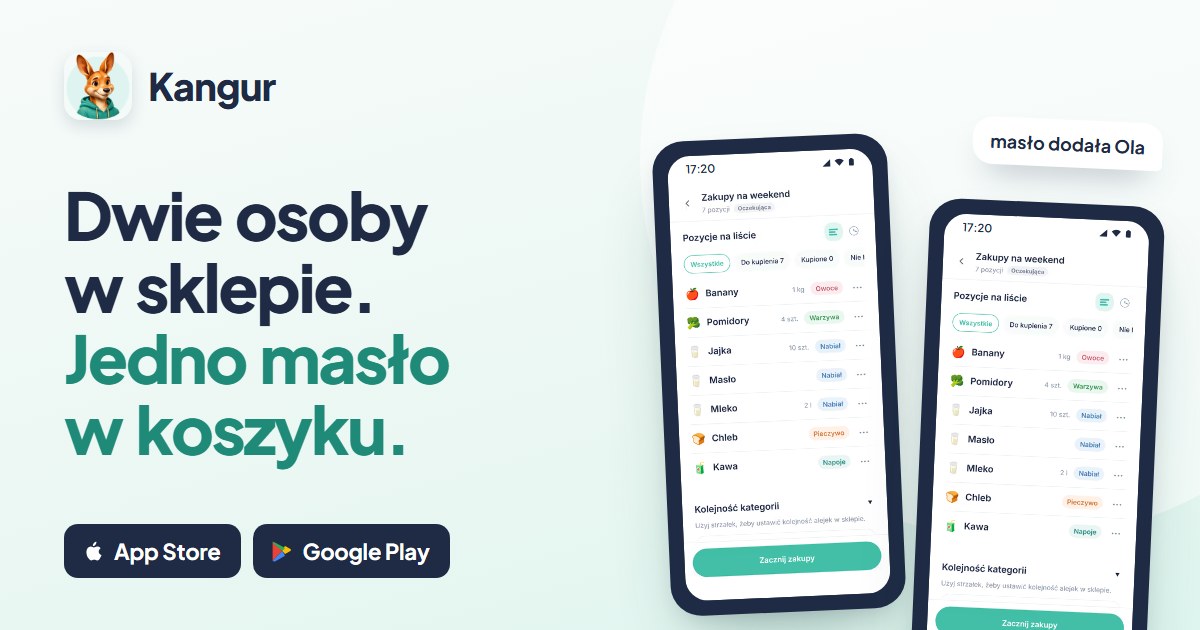 Kangur
Dwie osoby
w sklepie.
Jedno masło
w koszyku.
App Store
Google Play
17:20
Zakupy na weekend
7 pozycji Oczekująca
Pozycje na liście
Wszystkie Do kupienia 7 Kupione 0 Nie
Banany 1 kg Owoce
Pomidory 4 szt. Warzywa
Jajka 10 szt. Nabiał
Masło Nabiał
Mleko 2 l Nabiał
Chleb Pieczywo
Kawa Napoje
Kolejność kategorii
Użyj strzałek, żeby ustawić kolejność alejek w sklepie.
Zacznij zakupy
masło dodała Ola
17:20
Zakupy na weekend
7 pozycji Oczekująca
Pozycje na liście
Wszystkie Do kupienia 7 Kupione 0 Nie
Banany 1 kg Owoce
Pomidory 4 szt. Warzywa
Jajka 10 szt. Nabiał
Masło Nabiał
Mleko 2 l Nabiał
Chleb Pieczywo
Kawa Napoje
Kolejność kategorii
Użyj strzałek, żeby ustawić kolejność alejek w sklepie.
Zacznij zakupy